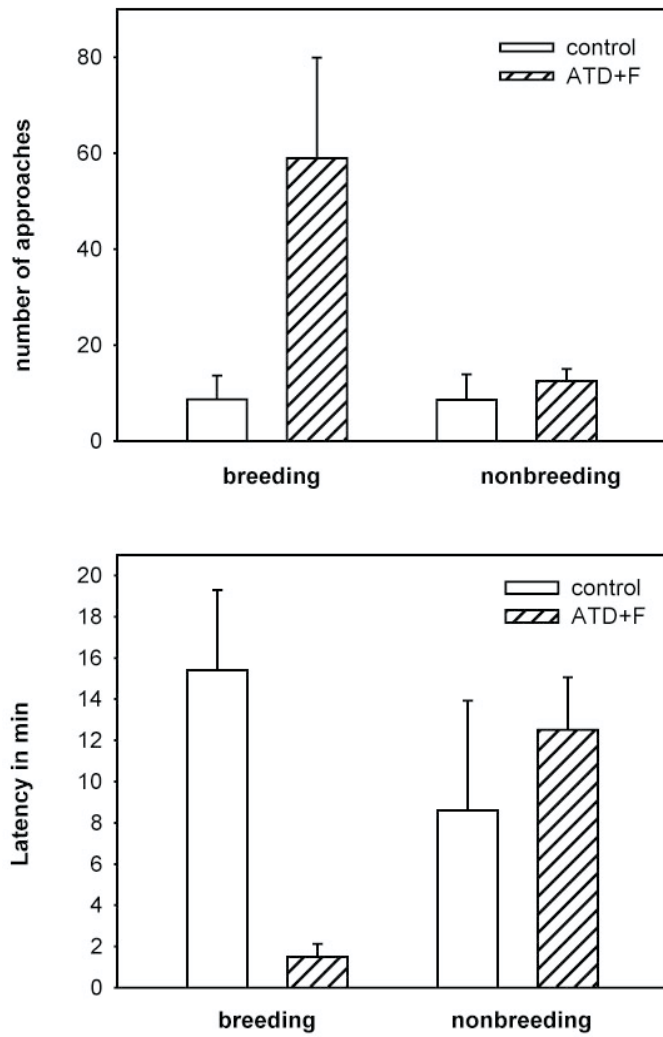 number of approaches
80
60
40
20
0
control
ATD+F
breeding
nonbreeding
Latency in min
20
18
16
14
12
10
8
6
4
2
0
control
ATD+F
breeding
nonbreeding